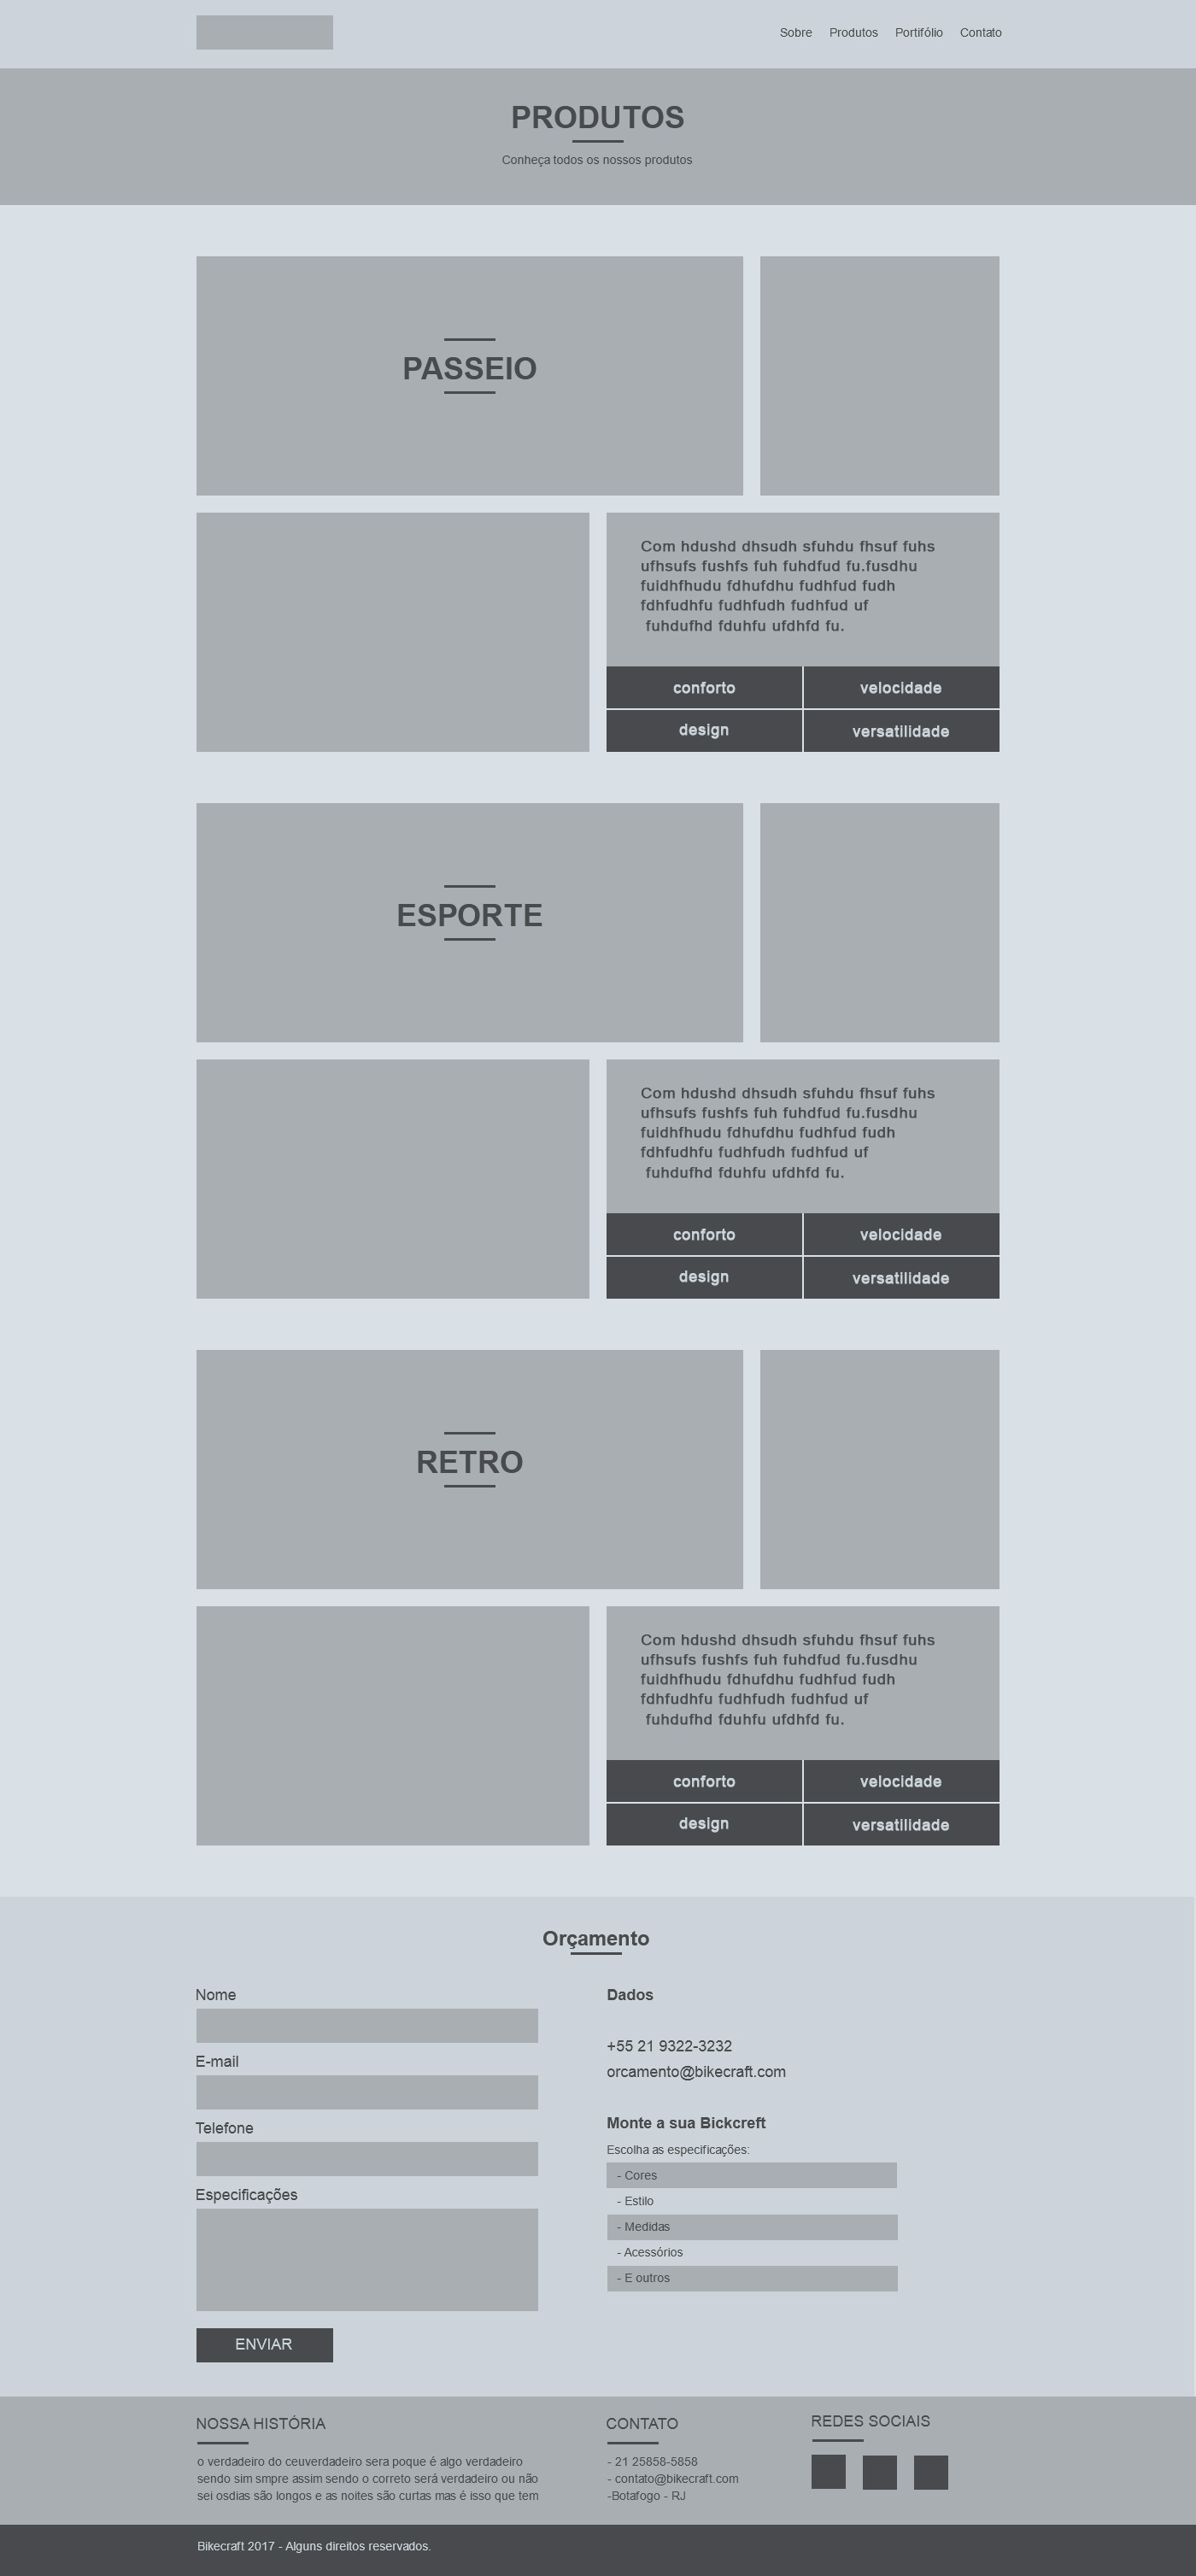 Sobre Produtos Portifólio Contato
PRODUTOS
Conheça todos os nossos produtos
PASSEIO
Com hdushd dhsudh sfuhdu fhsuf fuhs
ufhsufs fushfs fuh fuhdfud fu.fusdhu
fuidhfhudu fdhufdhu fudhfud fudh
fdhfudhfu fudhfudh fudhfud uf
fuhdufhd fduhfu ufdhfd fu.
conforto velocidade
design versatilidade
ESPORTE
Com hdushd dhsudh sfuhdu fhsuf fuhs
ufhsufs fushfs fuh fuhdfud fu.fusdhu
fuidhfhudu fdhufdhu fudhfud fudh
fdhfudhfu fudhfudh fudhfud uf
fuhdufhd fduhfu ufdhfd fu.
conforto velocidade
design versatilidade
RETRO
Com hdushd dhsudh sfuhdu fhsuf fuhs
ufhsufs fushfs fuh fuhdfud fu.fusdhu
fuidhfhudu fdhufdhu fudhfud fudh
fdhfudhfu fudhfudh fudhfud uf
fuhdufhd fduhfu ufdhfd fu.
conforto velocidade
design versatilidade
Orçamento
Nome
E-mail
Telefone
Especificações
ENVIAR
Dados
+55 21 9322-3232
orcamento@bikecraft.com
Monte a sua Bickcreft
Escolha as especificações:
- Cores
- Estilo
- Medidas
- Acessórios
- E outros
NOSSA HISTÓRIA
o verdadeiro do ceuverdadeiro sera poque é algo verdadeiro
sendo sim smpre assim sendo o correto será verdadeiro ou não
sei osdias são longos e as noites são curtas mas é isso que tem
CONTATO
- 21 25858-5858
- contato@bikecraft.com
-Botafogo - RJ
REDES SOCIAIS
Bikecraft 2017 - Alguns direitos reservados.